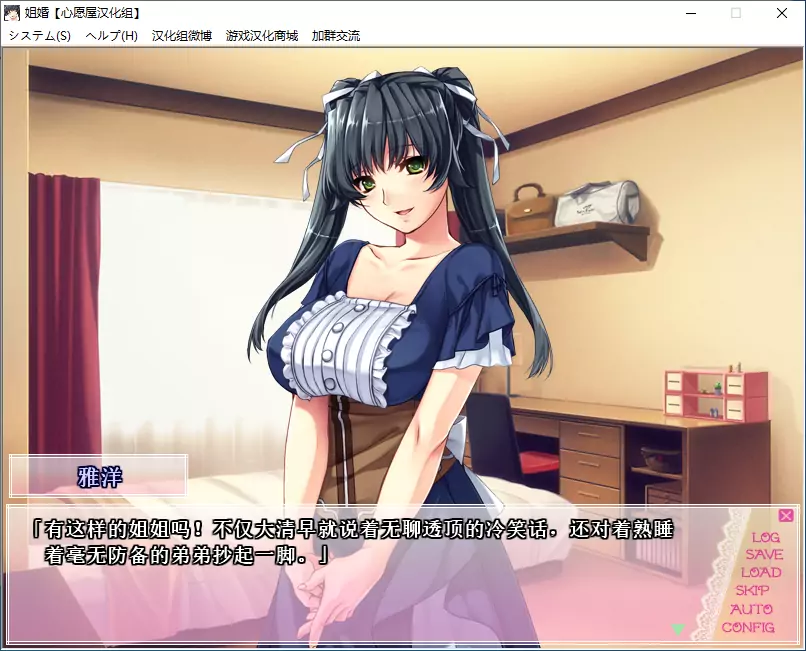 姐婚【心愿屋汉化组】
システム(S) ヘルプ(H) 汉化组微博 游戏汉化商城 加群交流
雅洋
「有这样的姐姐吗！不仅大清早就说着无聊透顶的冷笑话．还对着熟睡
着毫无防备的弟弟抄起一脚．」
LOG
SAVE
LOAD
SKIP
AUTO
CONFIG